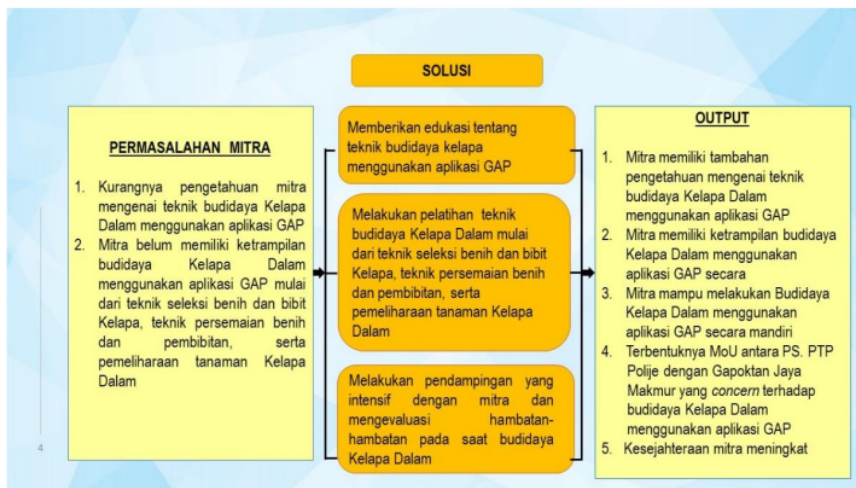 SOLUSI
PERMASALAHAN MITRA
1. Kurangnya pengetahuan mitra
mengenai teknik budidaya Kelapa
Dalam menggunakan aplikasi GAP
2. Mitra belum memiliki ketrampilan
budidaya Kelapa Dalam
menggunakan aplikasi GAP mulai
dari teknik seleksi benih dan bibit
Kelapa, teknik persemaian benih
dan pembibitan, serta
pemeliharaan tanaman Kelapa
Dalam
Memberikan edukasi tentang
teknik budidaya kelapa
menggunakan aplikasi GAP
Melakukan pelatihan teknik
budidaya Kelapa Dalam mulai
dari teknik seleksi benih dan bibit
Kelapa, teknik persemaian benih
dan pembibitan, serta
pemeliharaan tanaman Kelapa
Dalam
Melakukan pendampingan yang
intensif dengan mitra dan
mengevaluasi hambatan-
hambatan pada saat budidaya
Kelapa Dalam
OUTPUT
1. Mitra memiliki tambahan
pengetahuan mengenai teknik
budidaya Kelapa Dalam
menggunakan aplikasi GAP
2. Mitra memiliki ketrampilan budidaya
Kelapa Dalam menggunakan
aplikasi GAP secara
3. Mitra mampu melakukan Budidaya
Kelapa Dalam menggunakan
aplikasi GAP secara mandiri
4. Terbentuknya MoU antara PS. PTP
Polije dengan Gapoktan Jaya
Makmur yang concern terhadap
budidaya Kelapa Dalam
menggunakan aplikasi GAP
5. Kesejahteraan mitra meningkat
4